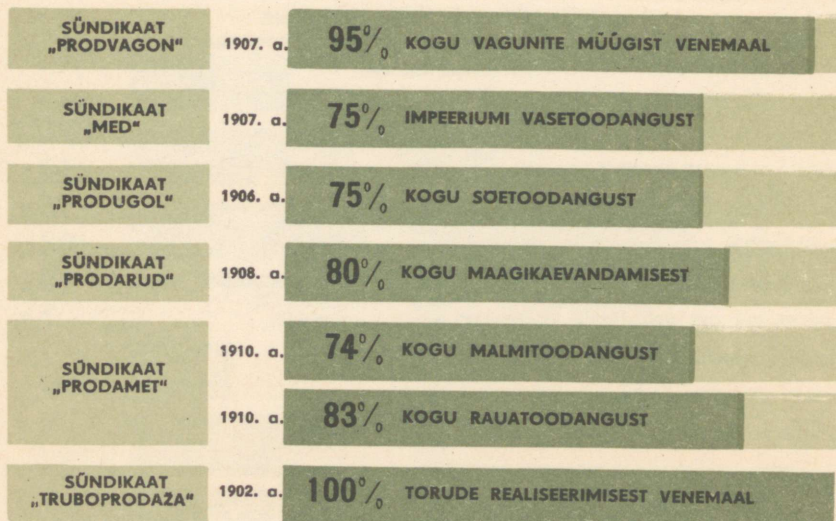 SÜNDIKAAT
„PRODVAGON“
1907. a.
95% KOGU VAGUNITE MÜÜGIST VENEMAAL
SÜNDIKAAT
„MED“
1907. a.
75% IMPEERIUMI VASETOODANGUST
SÜNDIKAAT
„PRODUGOL“
1906. a.
75% KOGU SÖETOODANGUST
SÜNDIKAAT
„PRODARUD“
1908. a.
80% KOGU MAAGIKAEVANDAMISEST
SÜNDIKAAT
„PRODAMET“
1910. a.
74% KOGU MALMITOODANGUST
1910. a.
83% KOGU RAUATOODANGUST
SÜNDIKAAT
„TRUBOPRODAŽA“
1902. a.
100% TORUDE REALISEERIMISEST VENEMAAL